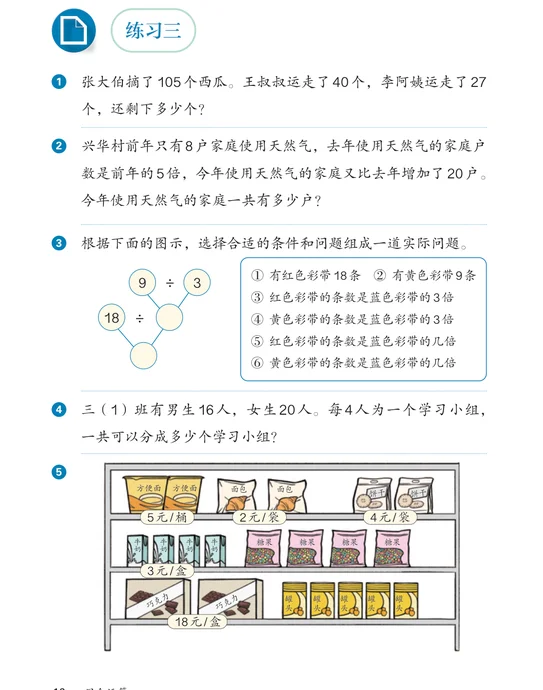 练习三
1 张大伯摘了105个西瓜。王叔叔运走了40个，李阿姨运走了27
个，还剩下多少个？
2 兴华村前年只有8户家庭使用天然气，去年使用天然气的家庭户
数是前年的5倍，今年使用天然气的家庭又比去年增加了20户。
今年使用天然气的家庭一共有多少户？
3 根据下面的图示，选择合适的条件和问题组成一道实际问题。
9 ÷ 3
18 ÷
① 有红色彩带18条 ② 有黄色彩带9条
③ 红色彩带的条数是蓝色彩带的3倍
④ 黄色彩带的条数是蓝色彩带的3倍
⑤ 红色彩带的条数是蓝色彩带的几倍
⑥ 黄色彩带的条数是蓝色彩带的几倍
4 三（1）班有男生16人，女生20人。每4人为一个学习小组，
一共可以分成多少个学习小组？
5
方便面 方便面 面包 面包 饼干 饼干
5元/桶 2元/袋 4元/袋
牛奶 牛奶 牛奶 牛奶 糖果 糖果 糖果 糖果
3元/盒
巧克力 巧克力 罐头 罐头 罐头 罐头 罐头
18元/盒